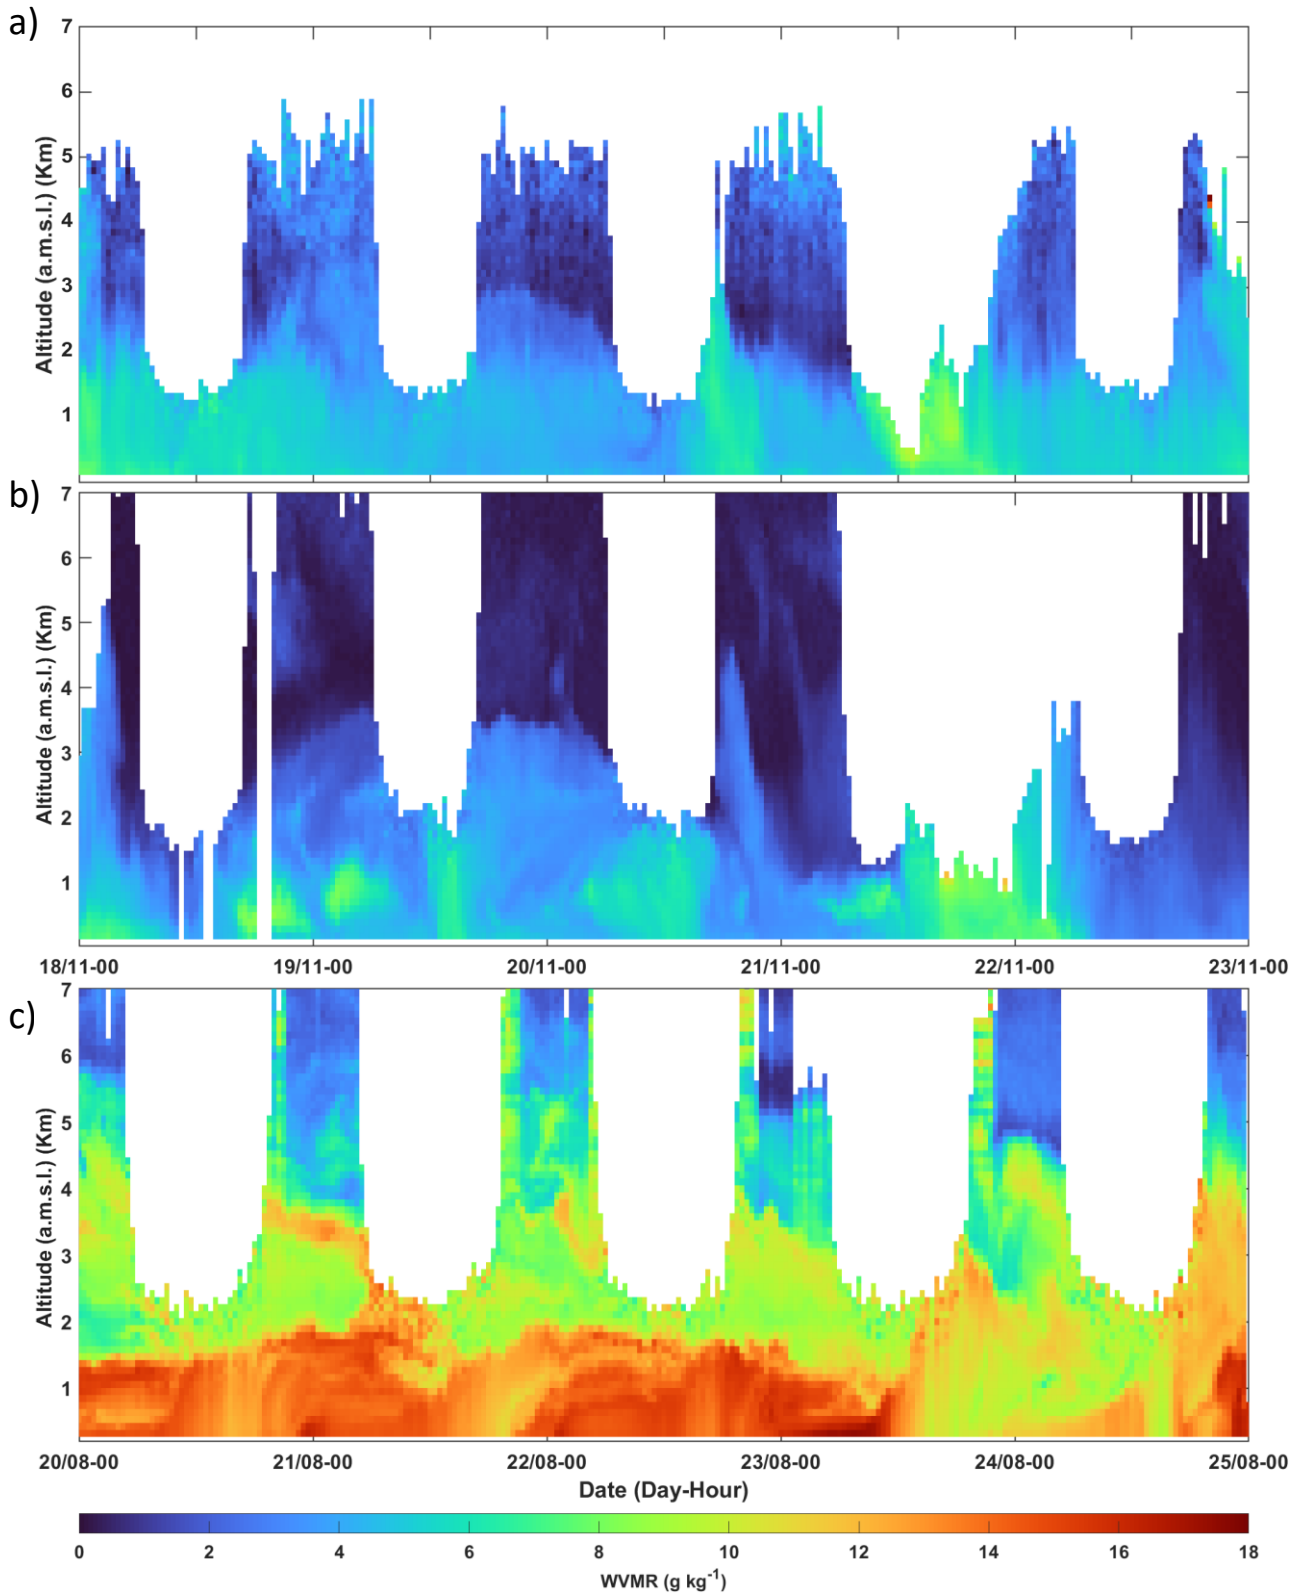 a)
7
6
5
4
3
2
1
Altitude (a.m.s.l.) (Km)
b)
7
6
5
4
3
2
1
Altitude (a.m.s.l.) (Km)
18/11-00 19/11-00 20/11-00 21/11-00 22/11-00 23/11-00
c)
7
6
5
4
3
2
1
Altitude (a.m.s.l.) (Km)
20/08-00 21/08-00 22/08-00 23/08-00 24/08-00 25/08-00
Date (Day-Hour)
0 2 4 6 8 10 12 14 16 18
WVMR (g kg⁻¹)